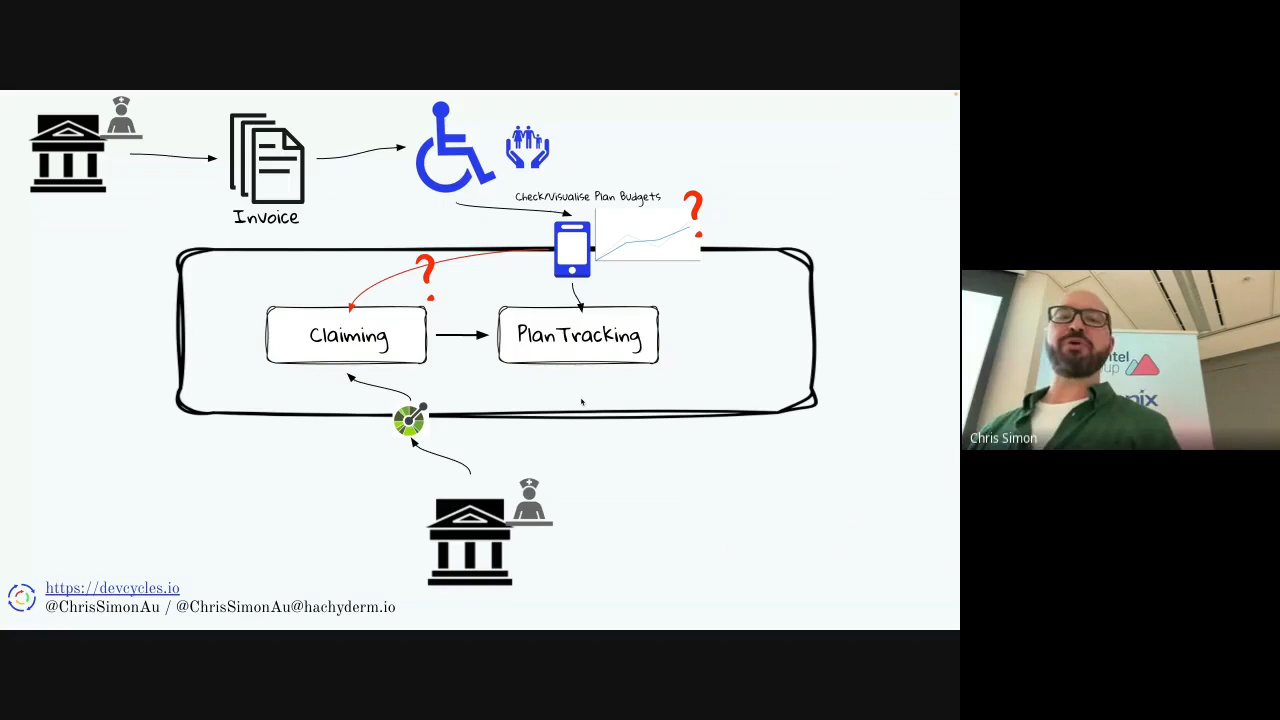 Invoice
Check/Visualise Plan Budgets
?
?
Claiming
PlanTracking
https://devcycles.io
@ChrisSimonAu / @ChrisSimonAu@hachyderm.io
Chris Simon